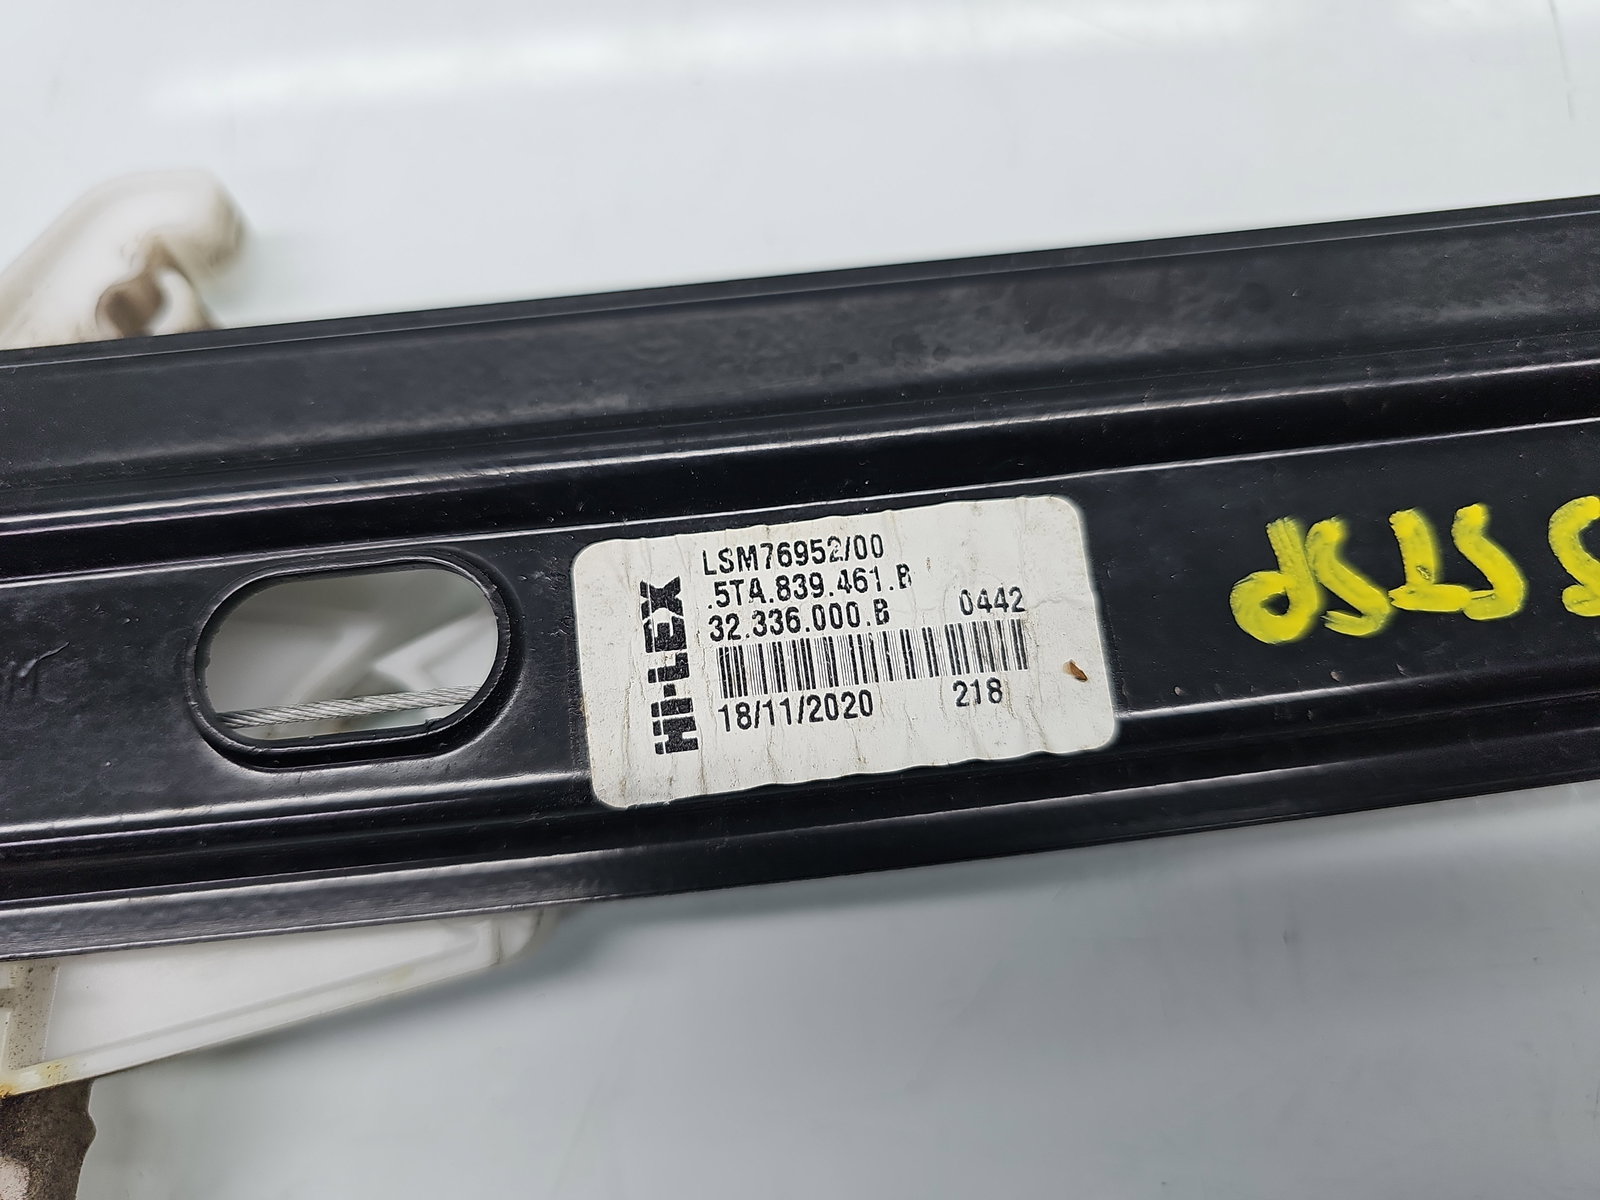 HI-LEX
LSM76952/00
.5TA.839.461.B
32.336.000.B
0442
18/11/2020
218